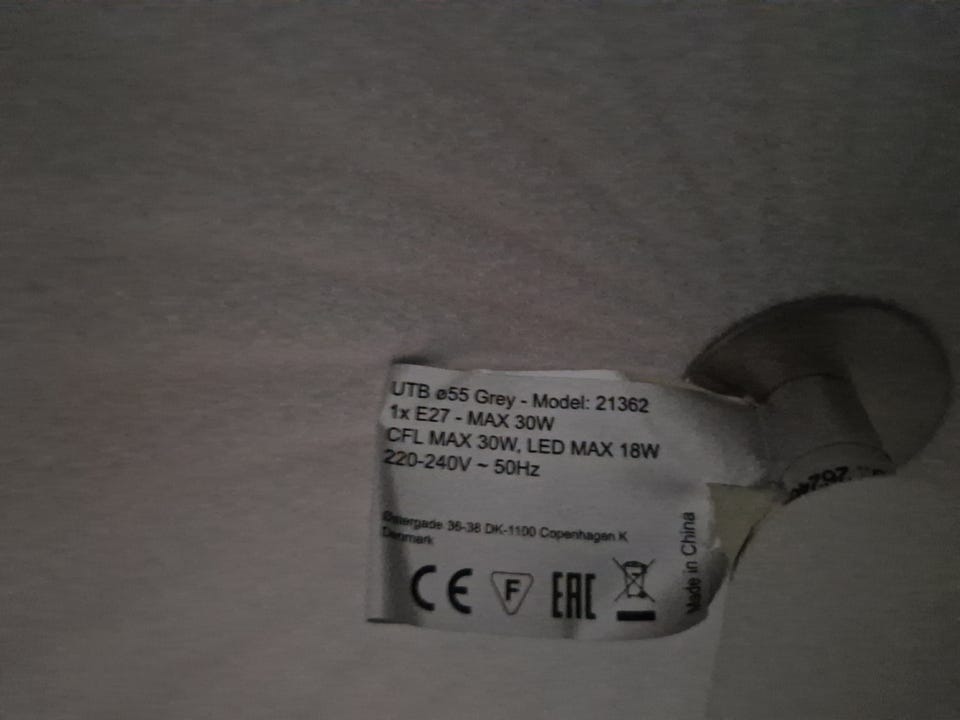 UTB ø55 Grey - Model: 21362
1x E27 - MAX 30W
CFL MAX 30W, LED MAX 18W
220-240V ~ 50Hz
Østergade 36-38 DK-1100 Copenhagen K
Denmark
CE F EAC
Made in China